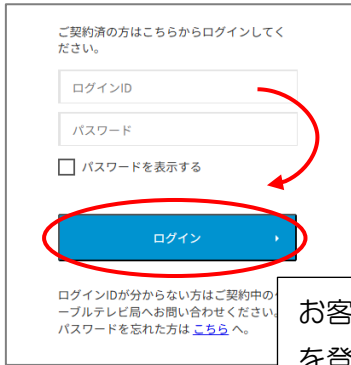 ご契約済の方はこちらからログインしてく
ださい。
ログインID
パスワード
パスワードを表示する
ログイン
ログインIDが分からない方はご契約中の
ーブルテレビ局へお問い合わせください。
パスワードを忘れた方は こちら へ。
お客
を登